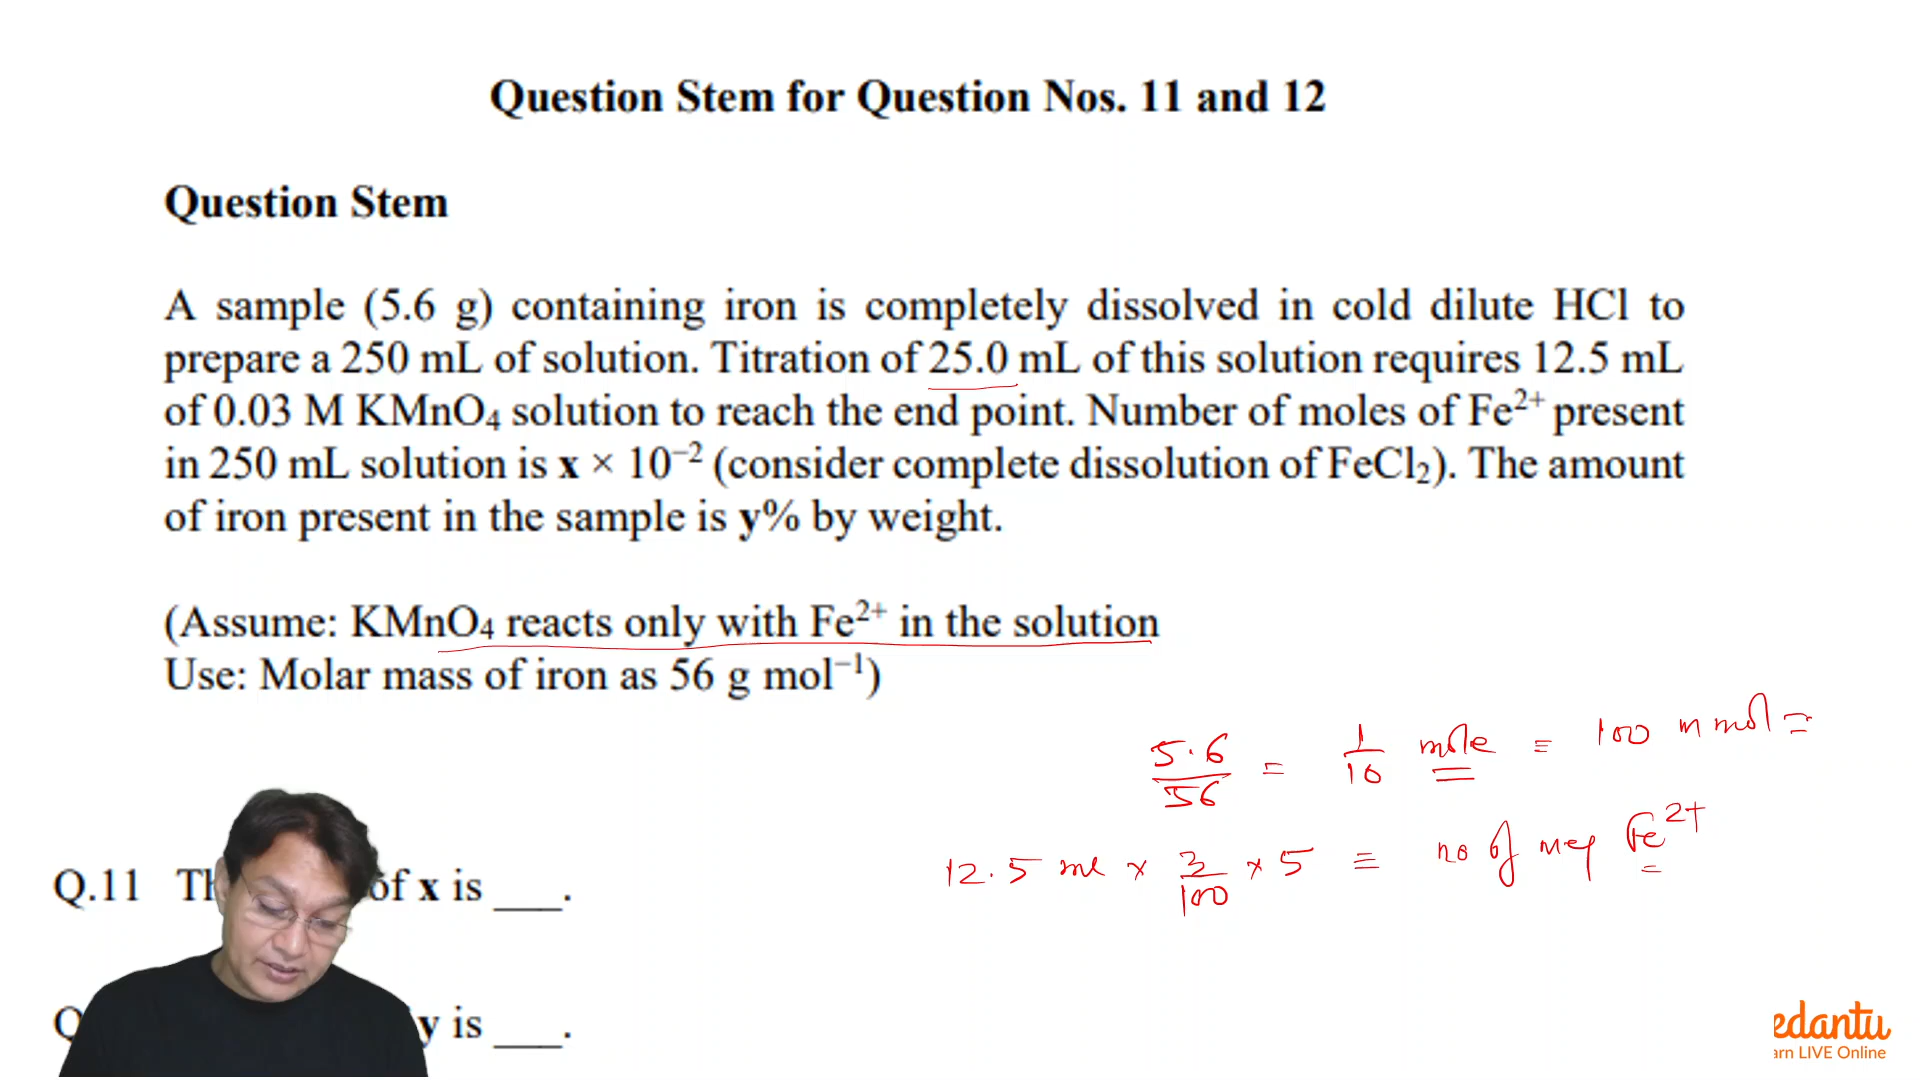 Question Stem for Question Nos. 11 and 12
Question Stem
A sample (5.6 g) containing iron is completely dissolved in cold dilute HCl to
prepare a 250 mL of solution. Titration of 25.0 mL of this solution requires 12.5 mL
of 0.03 M KMnO₄ solution to reach the end point. Number of moles of Fe²⁺ present
in 250 mL solution is x × 10⁻² (consider complete dissolution of FeCl₂). The amount
of iron present in the sample is y% by weight.
(Assume: KMnO₄ reacts only with Fe²⁺ in the solution
Use: Molar mass of iron as 56 g mol⁻¹)
5.6/56 = 1/10 mole = 100 m mol =
12.5 ml × 3/100 × 5 = no of meq Fe²⁺
Q.11 of x is ___.
y is ___.
edantu
arn LIVE Online